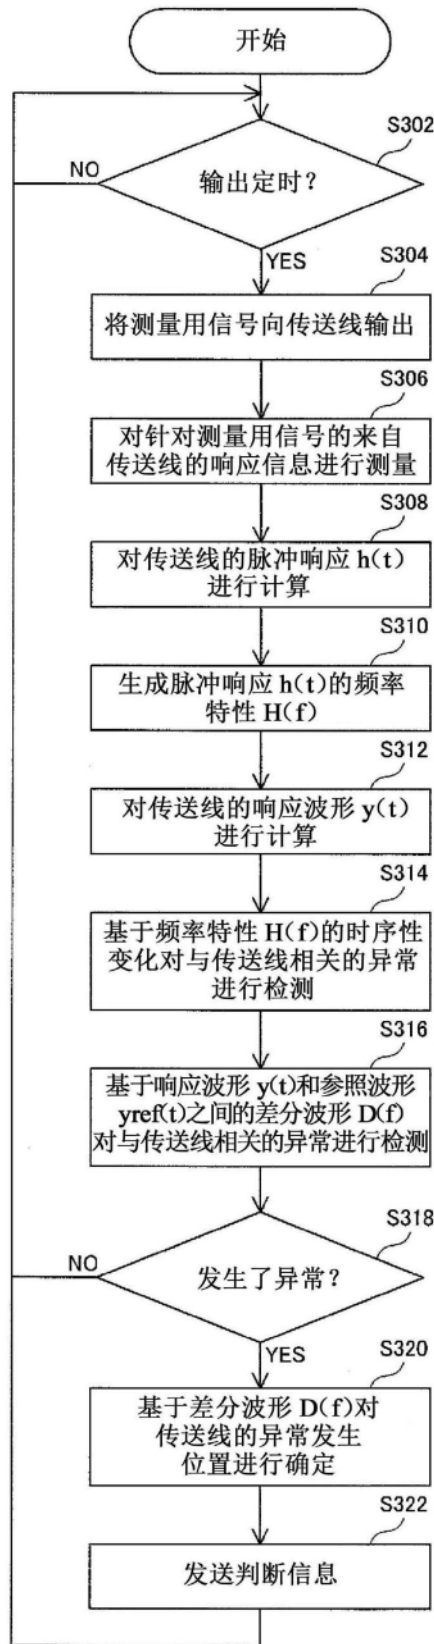 开始
S302
输出定时？
NO
YES
S304
将测量用信号向传送线输出
S306
对针对测量用信号的来自
传送线的响应信息进行测量
S308
对传送线的脉冲响应 h(t)
进行计算
S310
生成脉冲响应 h(t)的频率
特性 H(f)
S312
对传送线的响应波形 y(t)
进行计算
S314
基于频率特性 H(f)的时序性
变化对与传送线相关的异常
进行检测
S316
基于响应波形 y(t)和参照波形
yref(t)之间的差分波形 D(f)
对与传送线相关的异常进行检测
S318
发生了异常？
NO
YES
S320
基于差分波形 D(f)对
传送线的异常发生
位置进行确定
S322
发送判断信息